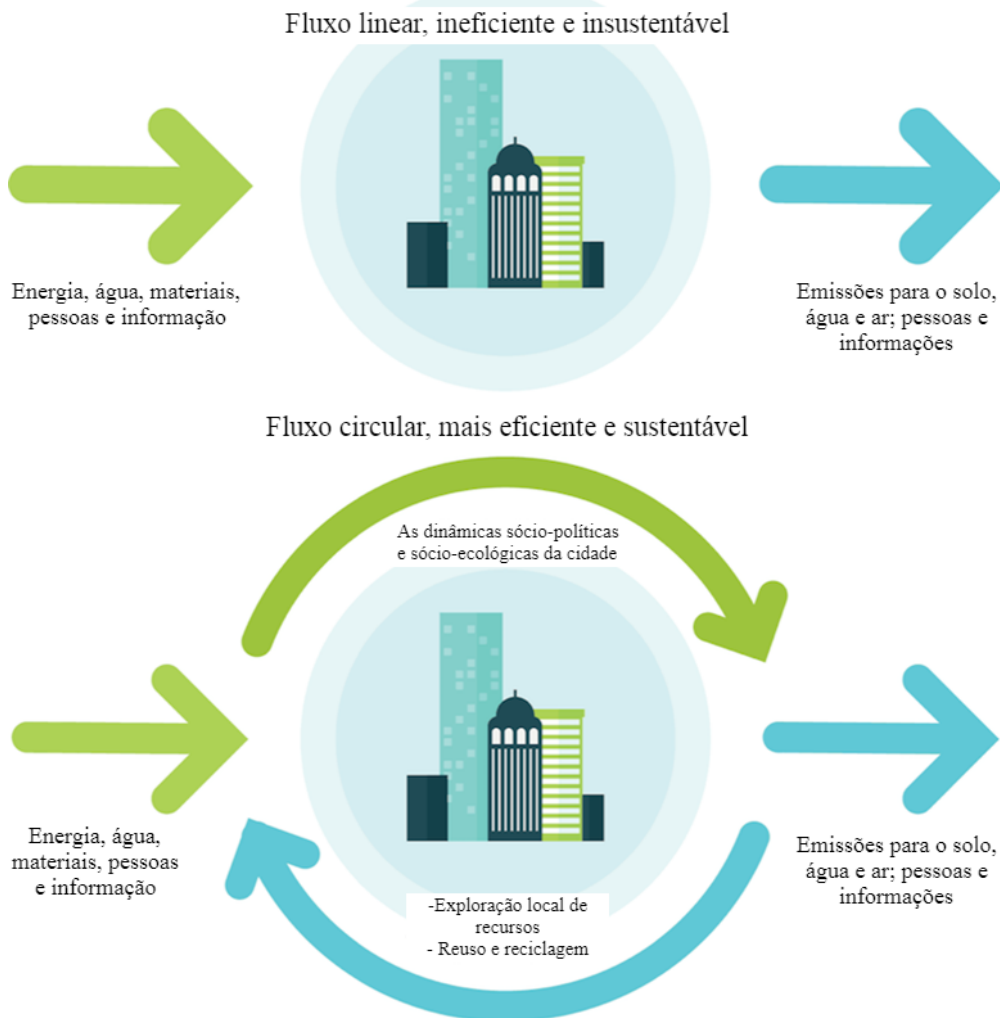 Fluxo linear, ineficiente e insustentável
Energia, água, materiais,
pessoas e informação
Emissões para o solo,
água e ar; pessoas e
informações
Fluxo circular, mais eficiente e sustentável
As dinâmicas sócio-políticas
e sócio-ecológicas da cidade
Energia, água,
materiais, pessoas
e informação
Emissões para o solo,
água e ar; pessoas e
informações
-Exploração local de
recursos
- Reuso e reciclagem